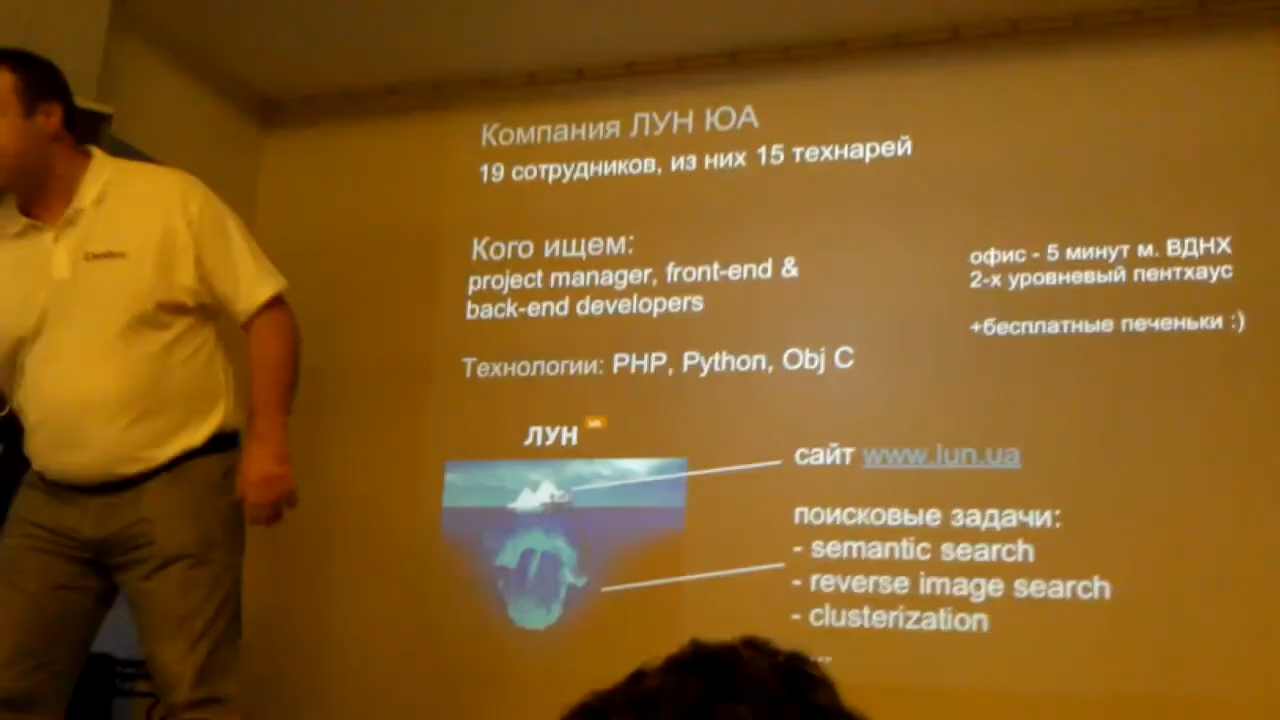 Компания ЛУН ЮА
19 сотрудников, из них 15 технарей
Кого ищем:
project manager, front-end &
back-end developers
офис - 5 минут м. ВДНХ
2-х уровневый пентхаус
+бесплатные печеньки :)
Технологии: PHP, Python, Obj C
ЛУН
сайт www.lun.ua
поисковые задачи:
- semantic search
- reverse image search
- clusterization
...